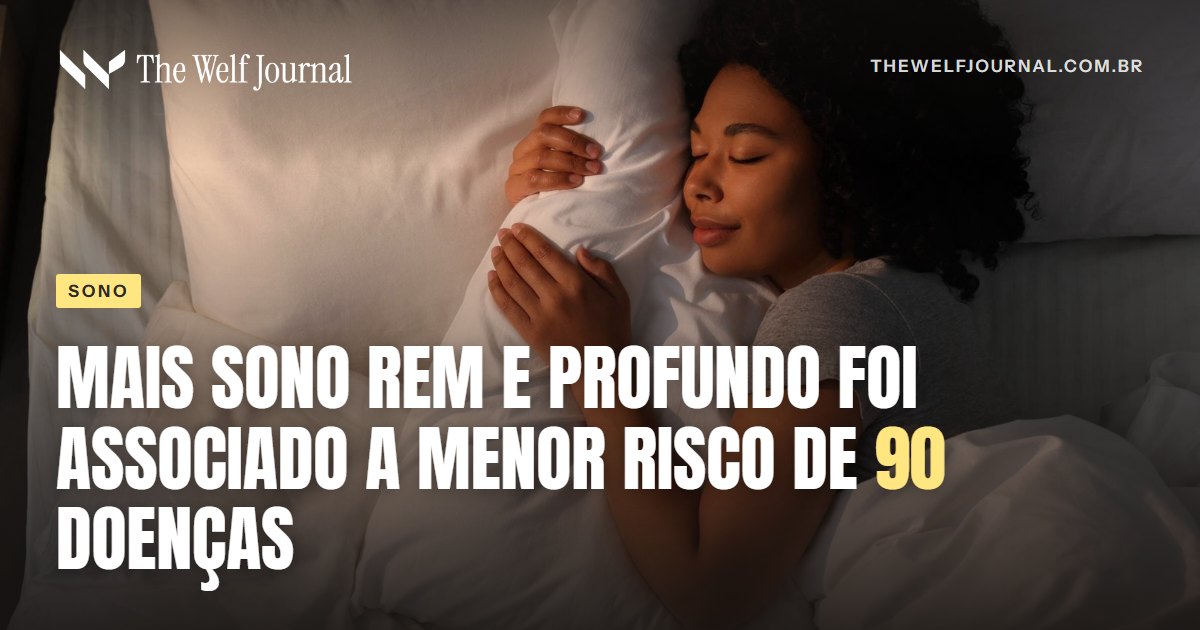 The Welf Journal
THEWELFJOURNAL.COM.BR
SONO
MAIS SONO REM E PROFUNDO FOI
ASSOCIADO A MENOR RISCO DE 90
DOENÇAS